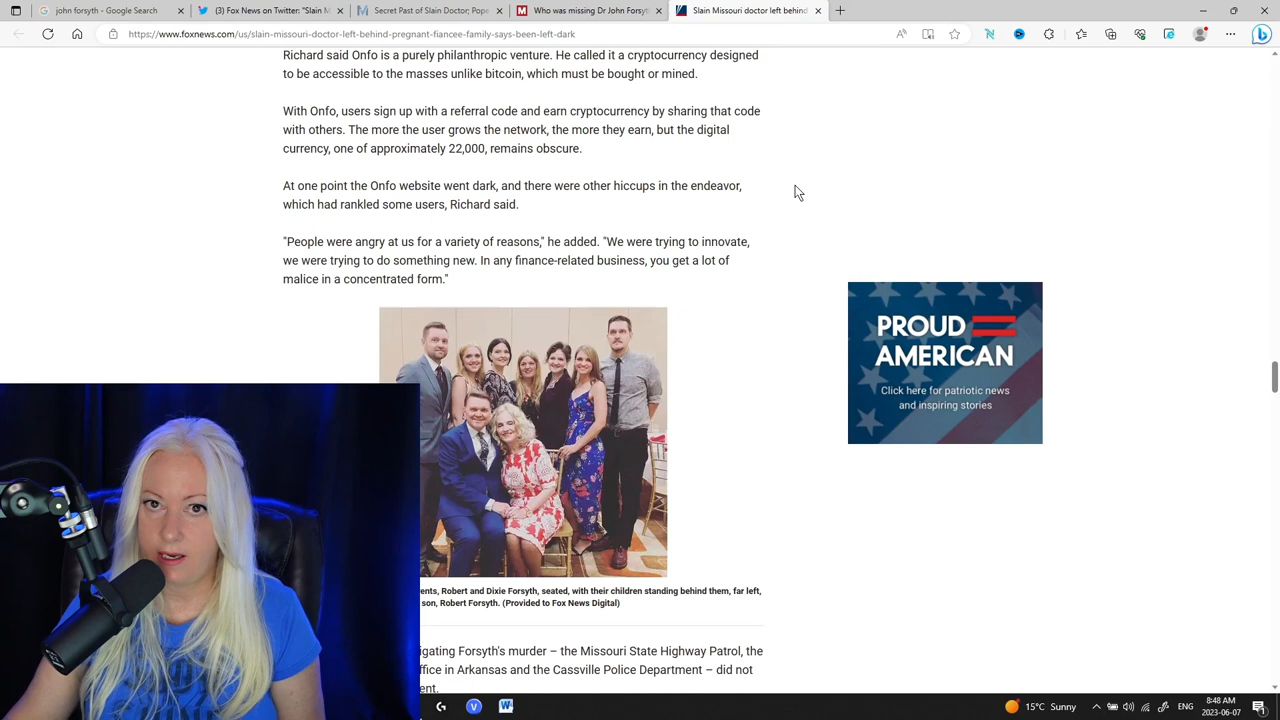 john forsyth - Google Search
(3) Fox News on Twitter: "Slain M
Secret Past of Slain Doctor; Pope
Who was missing Dr John Forsyt
Slain Missouri doctor left behind
https://www.foxnews.com/us/slain-missouri-doctor-left-behind-pregnant-fiancee-family-says-been-left-dark
Richard said Onfo is a purely philanthropic venture. He called it a cryptocurrency designed
to be accessible to the masses unlike bitcoin, which must be bought or mined.
With Onfo, users sign up with a referral code and earn cryptocurrency by sharing that code
with others. The more the user grows the network, the more they earn, but the digital
currency, one of approximately 22,000, remains obscure.
At one point the Onfo website went dark, and there were other hiccups in the endeavor,
which had rankled some users, Richard said.
"People were angry at us for a variety of reasons," he added. "We were trying to innovate,
we were trying to do something new. In any finance-related business, you get a lot of
malice in a concentrated form."
PROUD
AMERICAN
Click here for patriotic news
and inspiring stories
ents, Robert and Dixie Forsyth, seated, with their children standing behind them, far left,
son, Robert Forsyth. (Provided to Fox News Digital)
igating Forsyth's murder – the Missouri State Highway Patrol, the
ffice in Arkansas and the Cassville Police Department – did not
ent.
15°C Sunny
ENG
8:48 AM
2023-06-07